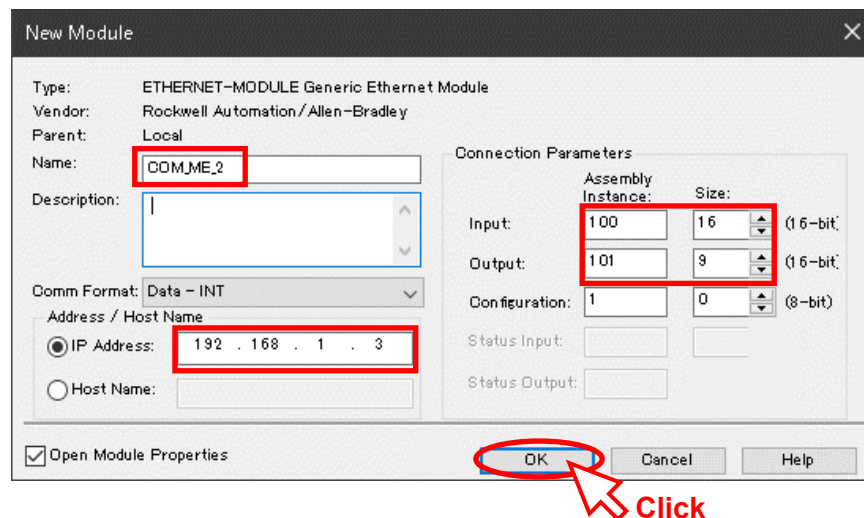 New Module
Type: ETHERNET-MODULE Generic Ethernet Module
Vendor: Rockwell Automation/Allen-Bradley
Parent: Local
Name: COM_ME_2
Description:
Comm Format: Data - INT
Address / Host Name
IP Address: 192 . 168 . 1 . 3
Host Name:
Connection Parameters
Assembly
Instance: Size:
Input: 100 16 (16-bit)
Output: 101 9 (16-bit)
Configuration: 1 0 (8-bit)
Status Input:
Status Output:
Open Module Properties
OK Cancel Help
Click